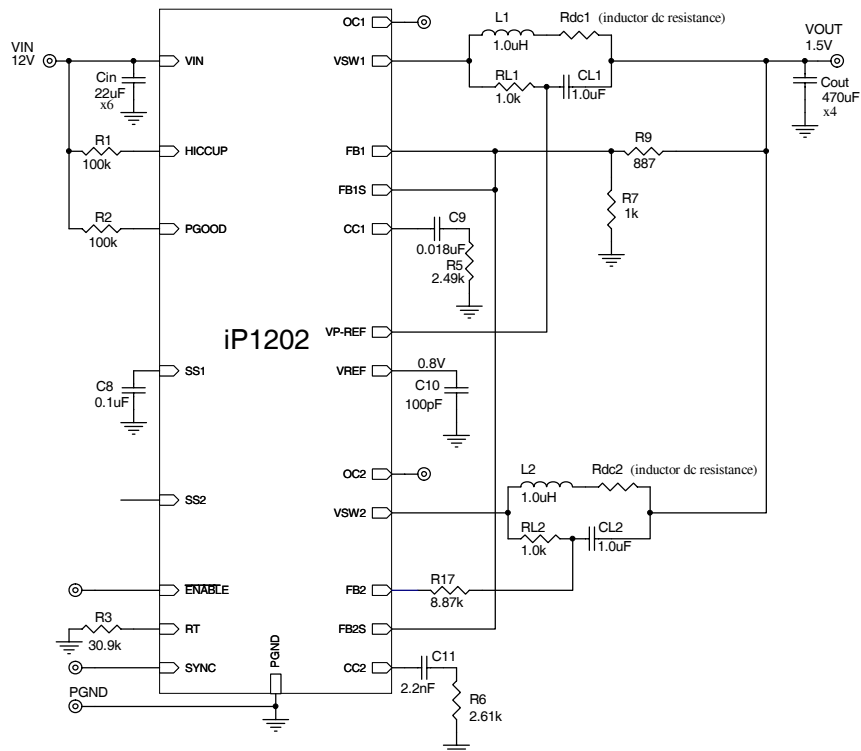 OC1
L1
1.0uH
Rdc1 (inductor dc resistance)
VIN
12V
VIN
Cin
22uF
x6
VSW1
RL1
1.0k
CL1
1.0uF
VOUT
1.5V
Cout
470uF
x4
R1
100k
HICCUP
FB1
R9
887
FB1S
R7
1k
R2
100k
PGOOD
CC1
C9
0.018uF
R5
2.49k
iP1202
VP-REF
C8
0.1uF
SS1
VREF
0.8V
C10
100pF
OC2
L2
1.0uH
Rdc2 (inductor dc resistance)
SS2
VSW2
RL2
1.0k
CL2
1.0uF
ENABLE
FB2
R17
8.87k
R3
30.9k
RT
FB2S
SYNC
PGND
CC2
C11
2.2nF
R6
2.61k
PGND